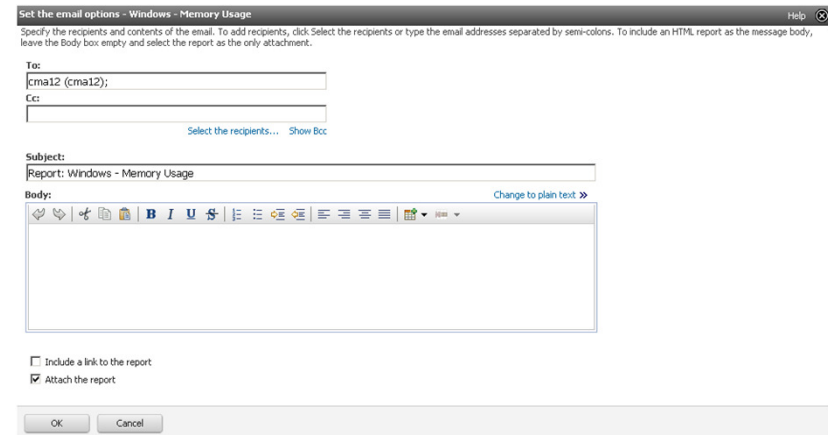 Set the email options - Windows - Memory Usage
Help
Specify the recipients and contents of the email. To add recipients, click Select the recipients or type the email addresses separated by semi-colons. To include an HTML report as the message body,
leave the Body box empty and select the report as the only attachment.
To:
cma12 (cma12);
Cc:
Select the recipients... Show Bcc
Subject:
Report: Windows - Memory Usage
Body:
Change to plain text »
B I U S
Include a link to the report
Attach the report
OK Cancel